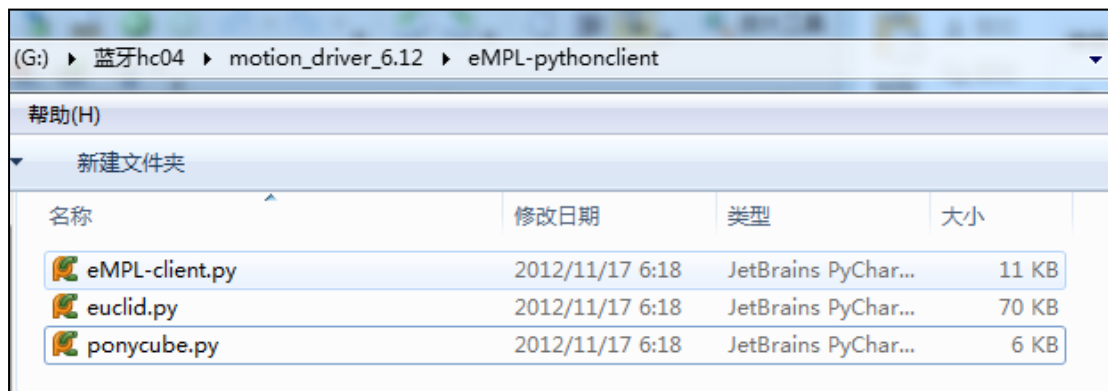 (G:) ▸ 蓝牙hc04 ▸ motion_driver_6.12 ▸ eMPL-pythonclient
帮助(H)
新建文件夹
名称 修改日期 类型 大小
eMPL-client.py 2012/11/17 6:18 JetBrains PyChar... 11 KB
euclid.py 2012/11/17 6:18 JetBrains PyChar... 70 KB
ponycube.py 2012/11/17 6:18 JetBrains PyChar... 6 KB